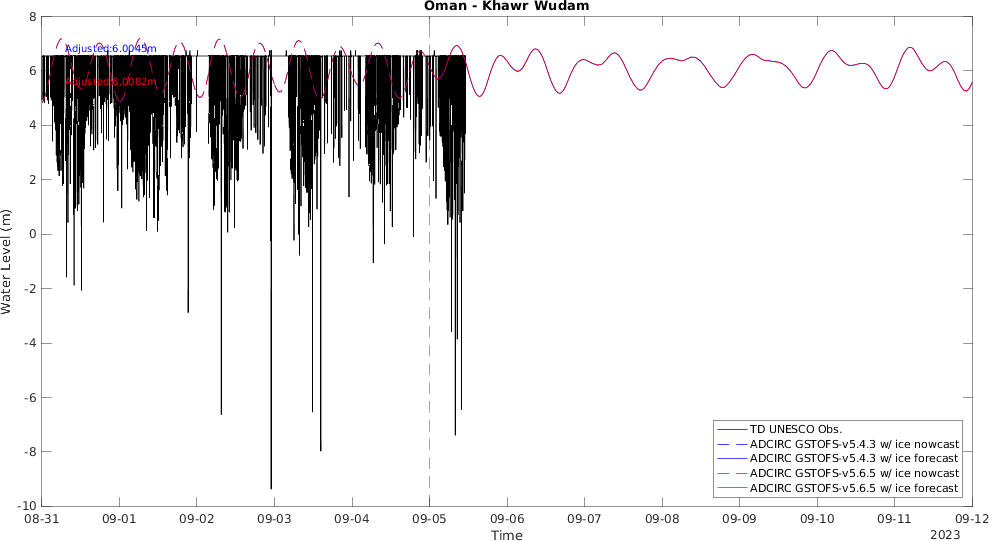 Oman - Khawr Wudam
8
6
4
2
0
-2
-4
-6
-8
-10
Water Level (m)
Adjusted:6.0045m
Adjusted:6.0082m
08-31
09-01
09-02
09-03
09-04
09-05
09-06
09-07
09-08
09-09
09-10
09-11
09-12
Time
2023
TD UNESCO Obs.
ADCIRC GSTOFS-v5.4.3 w/ ice nowcast
ADCIRC GSTOFS-v5.4.3 w/ ice forecast
ADCIRC GSTOFS-v5.6.5 w/ ice nowcast
ADCIRC GSTOFS-v5.6.5 w/ ice forecast